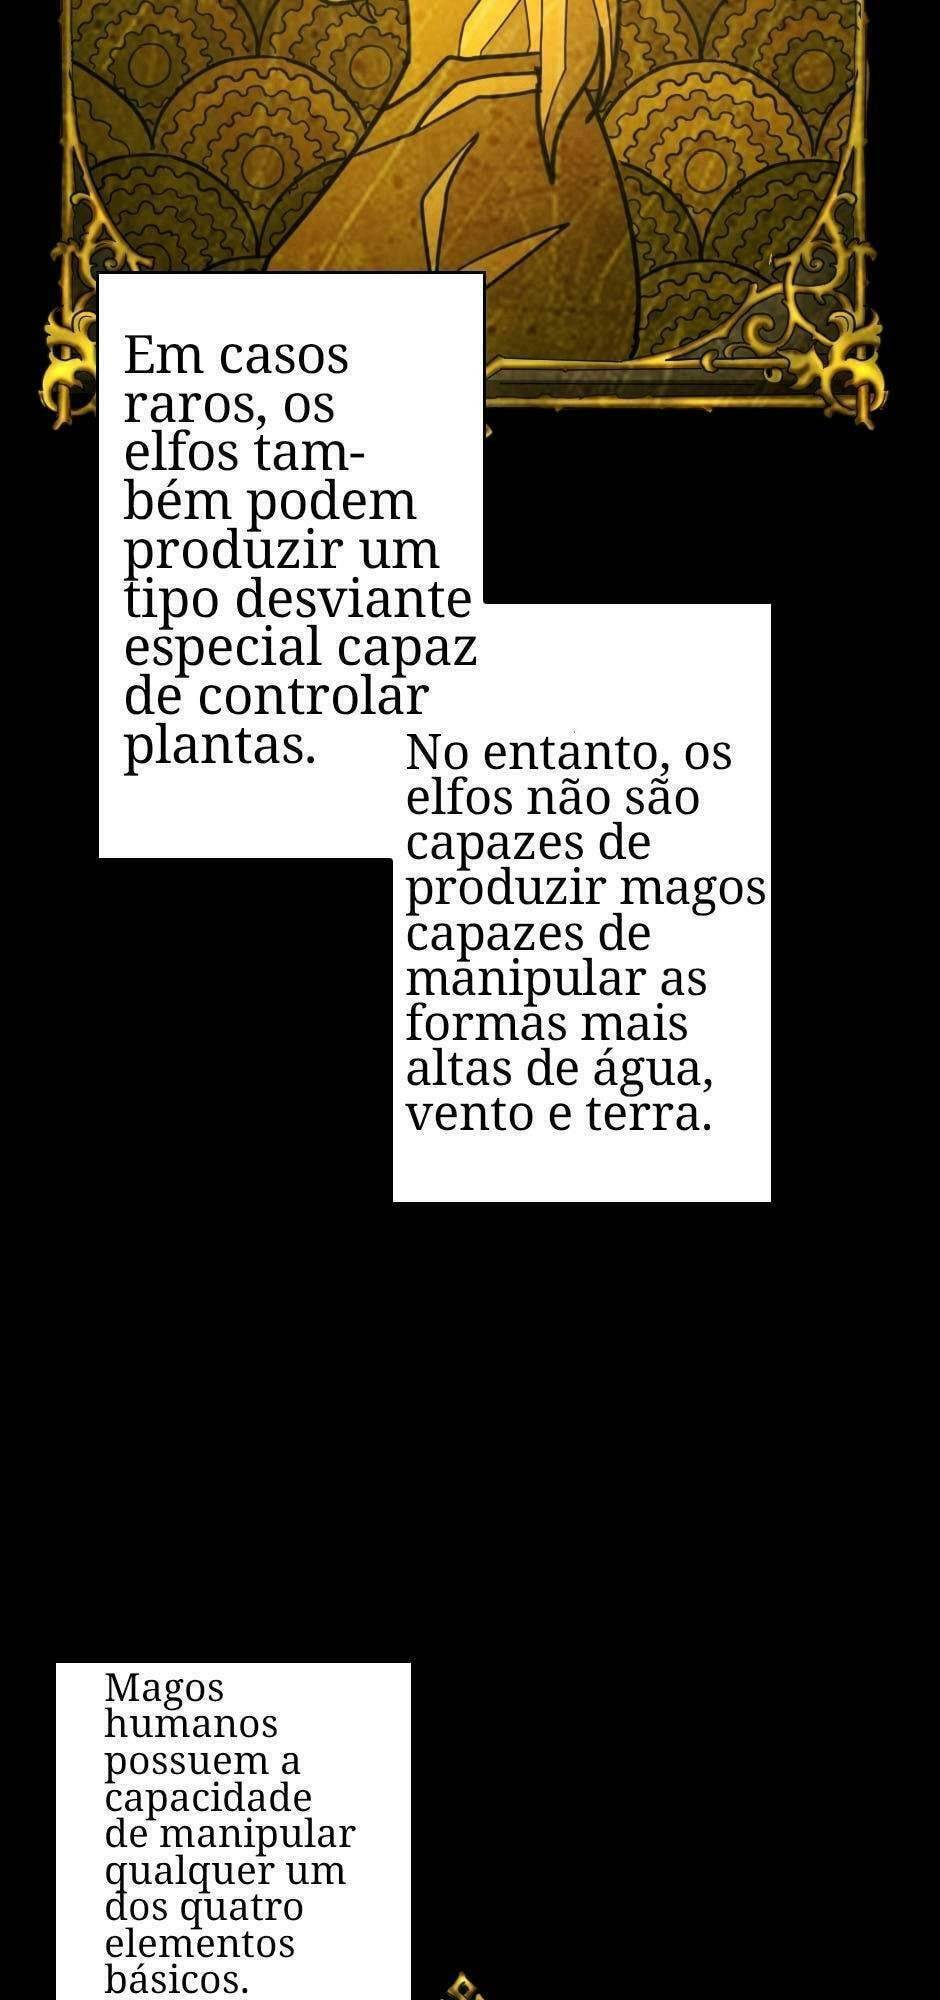 Em casos
raros, os
elfos tam-
bém podem
produzir um
tipo desviante
especial capaz
de controlar
plantas.
No entanto, os
elfos não são
capazes de
produzir magos
capazes de
manipular as
formas mais
altas de água,
vento e terra.
Magos
humanos
possuem a
capacidade
de manipular
qualquer um
dos quatro
elementos
básicos.